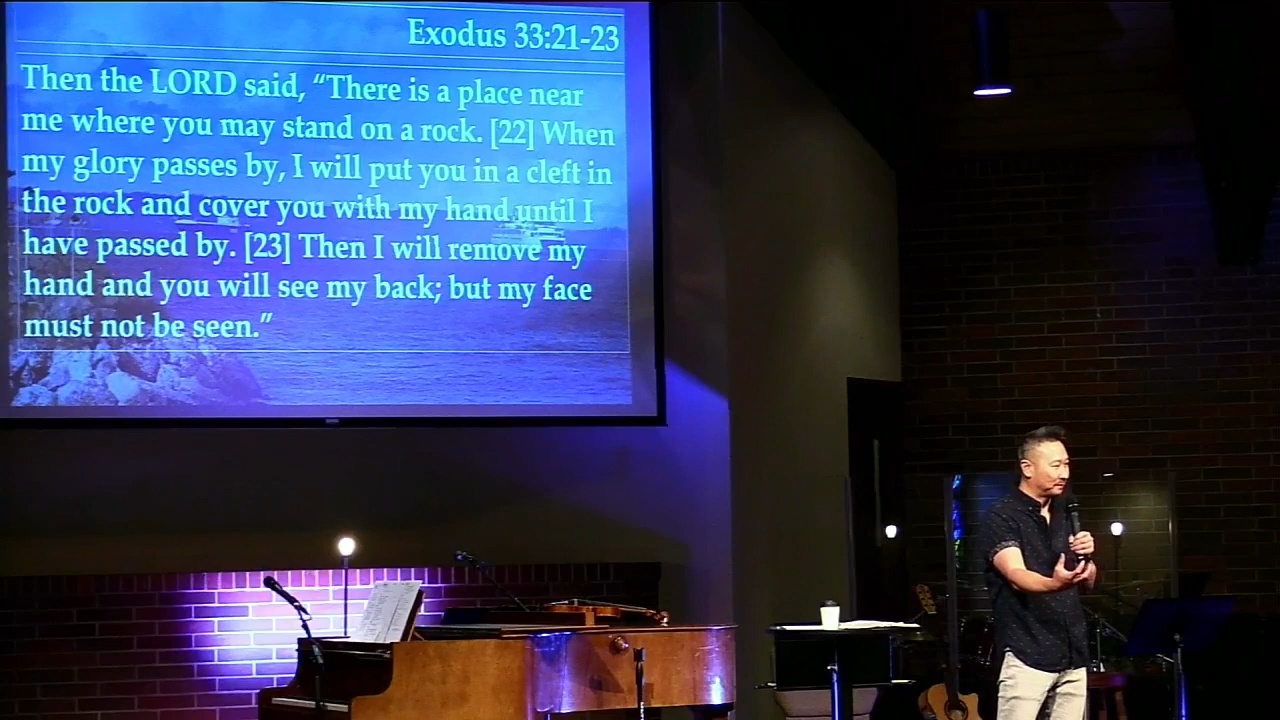 Exodus 33:21-23
Then the LORD said, “There is a place near
me where you may stand on a rock. [22] When
my glory passes by, I will put you in a cleft in
the rock and cover you with my hand until I
have passed by. [23] Then I will remove my
hand and you will see my back; but my face
must not be seen.”